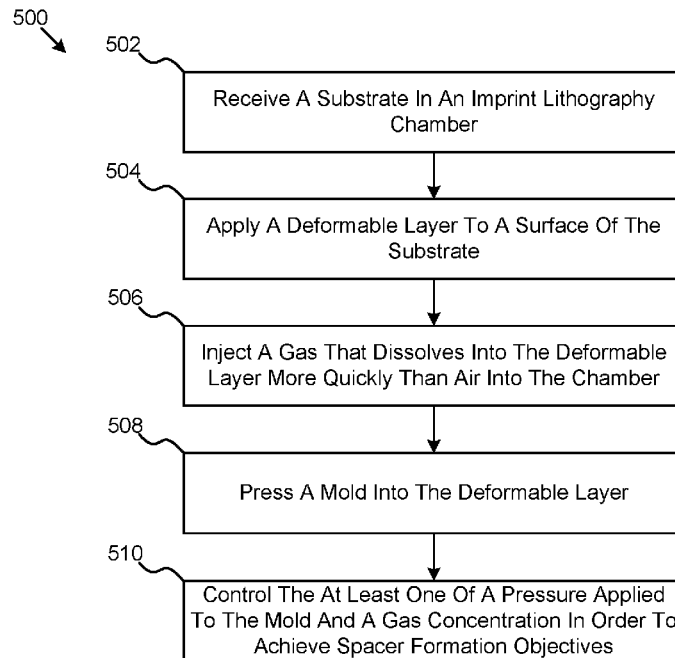 500
502
Receive A Substrate In An Imprint Lithography
Chamber
504
Apply A Deformable Layer To A Surface Of The
Substrate
506
Inject A Gas That Dissolves Into The Deformable
Layer More Quickly Than Air Into The Chamber
508
Press A Mold Into The Deformable Layer
510
Control The At Least One Of A Pressure Applied
To The Mold And A Gas Concentration In Order To
Achieve Spacer Formation Objectives